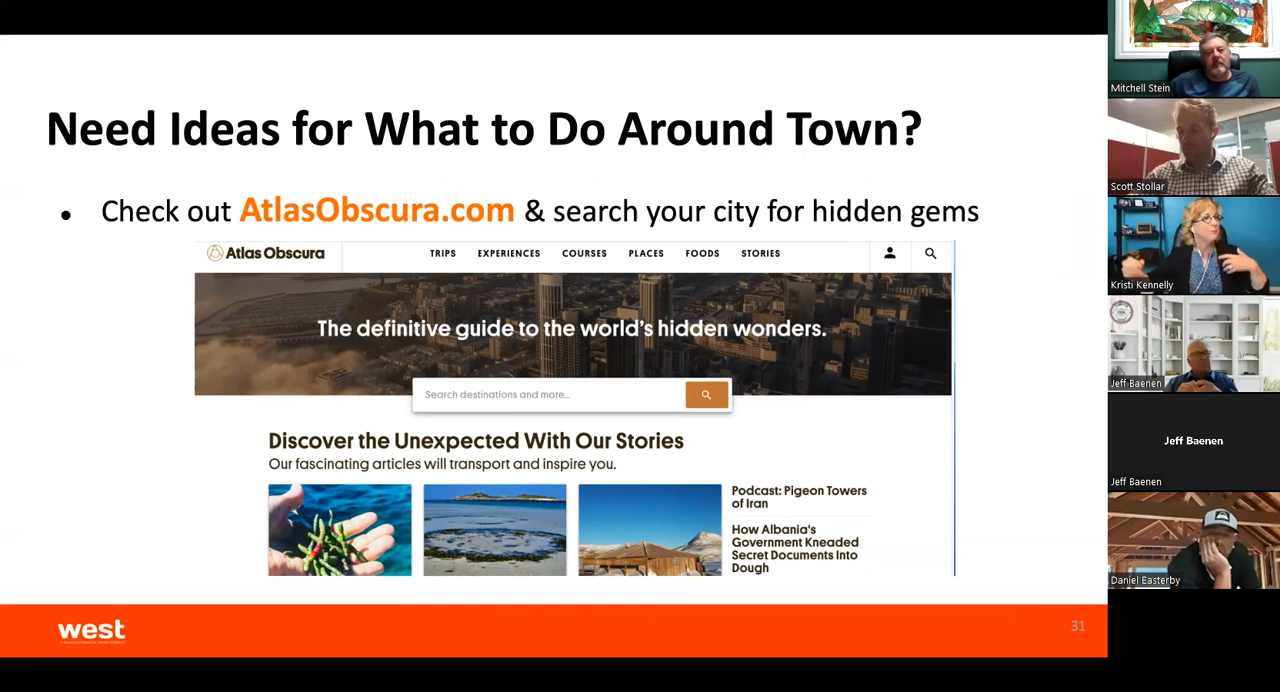 Need Ideas for What to Do Around Town?
● Check out AtlasObscura.com & search your city for hidden gems
Atlas Obscura
TRIPS EXPERIENCES COURSES PLACES FOODS STORIES
The definitive guide to the world's hidden wonders.
Search destinations and more...
Discover the Unexpected With Our Stories
Our fascinating articles will transport and inspire you.
Podcast: Pigeon Towers
of Iran
How Albania's
Government Kneaded
Secret Documents Into
Dough
west
31
Mitchell Stein
Scott Stollar
Kristi Kennelly
Jeff Baenen
Jeff Baenen
Jeff Baenen
Daniel Easterby